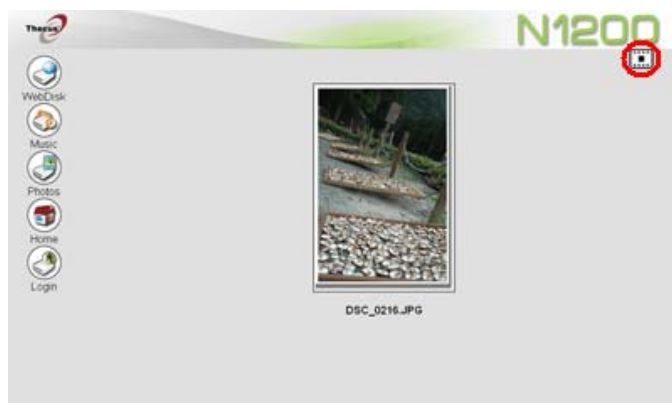 Thecus
N1200
WebDisk
Music
Photos
Home
Login
DSC_0216.JPG